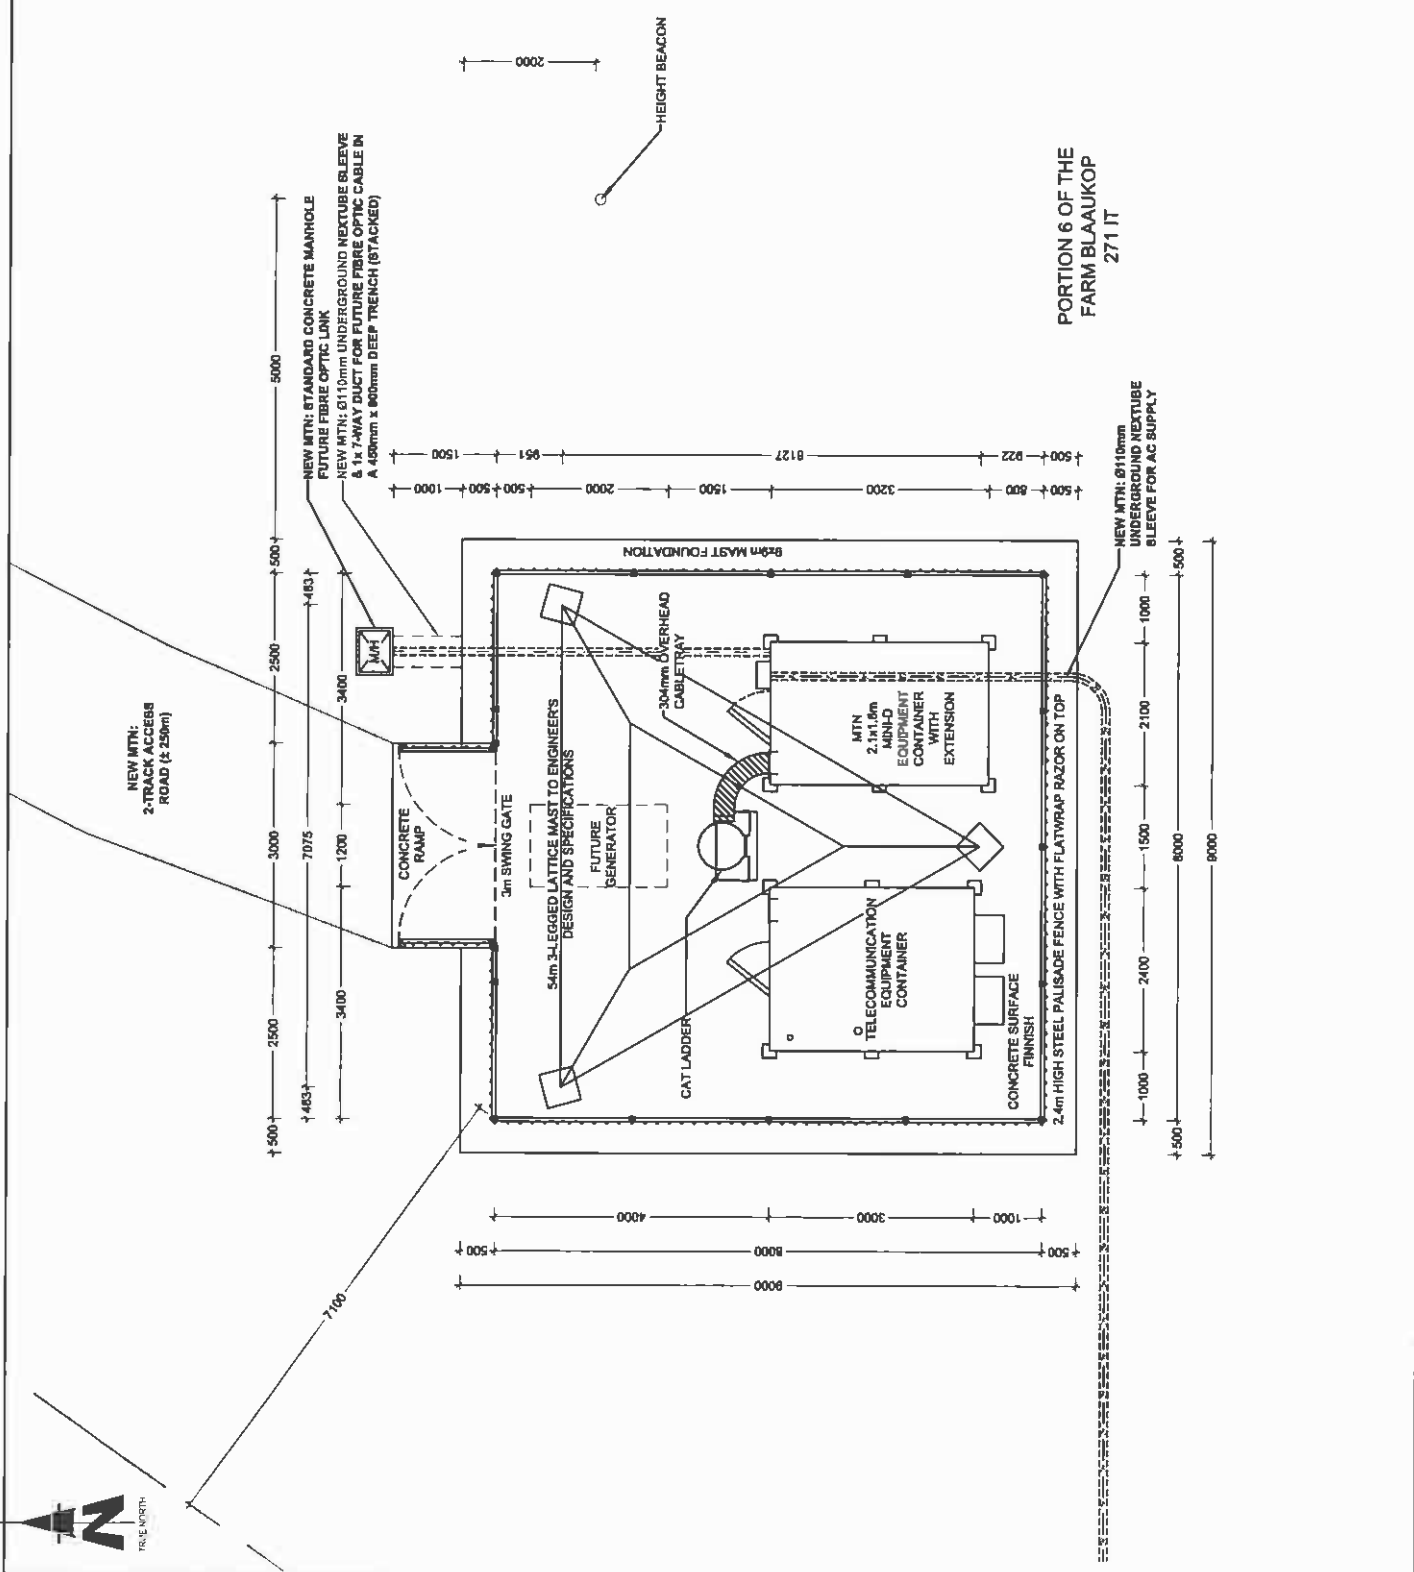 HEIGHT BEACON
2000
NEW MTN: STANDARD CONCRETE MANHOLE
FUTURE FIBRE OPTIC LINK
NEW MTN: Ø110mm UNDERGROUND NEXTUBE SLEEVE
& 1x 7-WAY DUCT FOR FUTURE FIBRE OPTIC CABLE IN
A 450mm x 800mm DEEP TRENCH (STACKED)
PORTION 6 OF THE
FARM BLAAUKOP
271 IT
NEW MTN: Ø110mm
UNDERGROUND NEXTUBE
SLEEVE FOR AC SUPPLY
NEW MTN:
2-TRACK ACCESS
ROAD (± 250m)
500
2500
3000
2500
500
5000
463
7075
463
3400
1200
3400
1500
951
8127
922
500
1000
500
500
2000
1500
3200
800
500
9x9m MAST FOUNDATION
M/H
CONCRETE
RAMP
3m SWING GATE
54m 3-LEGGED LATTICE MAST TO ENGINEER'S
DESIGN AND SPECIFICATIONS
FUTURE
GENERATOR
304mm OVERHEAD
CABLETRAY
CAT LADDER
MTN
2.1x1.6m
MINI-D
EQUIPMENT
CONTAINER
WITH
EXTENSION
TELECOMMUNICATION
EQUIPMENT
CONTAINER
CONCRETE SURFACE
FINNISH
2.4m HIGH STEEL PALISADE FENCE WITH FLATWRAP RAZOR ON TOP
1000
2400
1500
2100
1000
500
8000
500
9000
4000
3000
1000
500
8000
500
9000
7100
N
TRUE NORTH